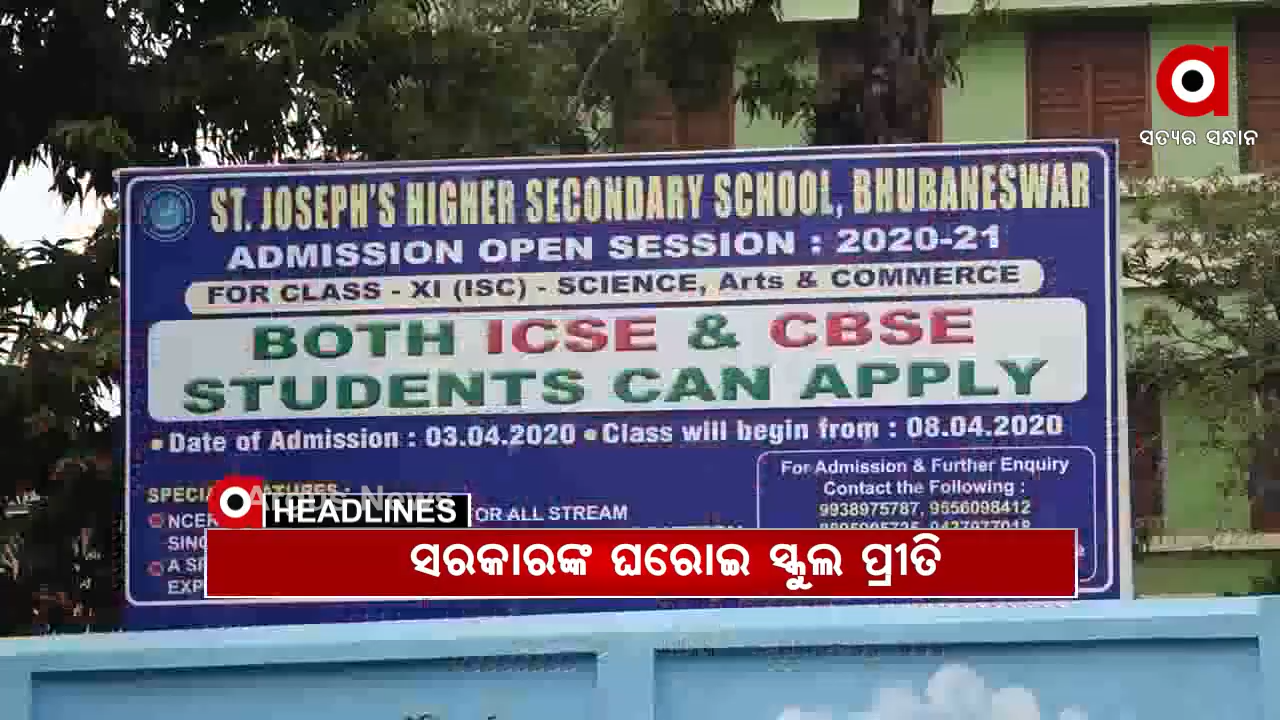 a
ସତ୍ୟର ସନ୍ଧାନ
ST. JOSEPH'S HIGHER SECONDARY SCHOOL, BHUBANESWAR
ADMISSION OPEN SESSION : 2020-21
FOR CLASS - XI (ISC) - SCIENCE, Arts & COMMERCE
BOTH ICSE & CBSE
STUDENTS CAN APPLY
Date of Admission : 03.04.2020 Class will begin from : 08.04.2020
For Admission & Further Enquiry
Contact the Following :
9938975787, 9556098412
FOR ALL STREAM
HEADLINES
ସରକାରଙ୍କ ଘରୋଇ ସ୍କୁଲ ପ୍ରୀତି